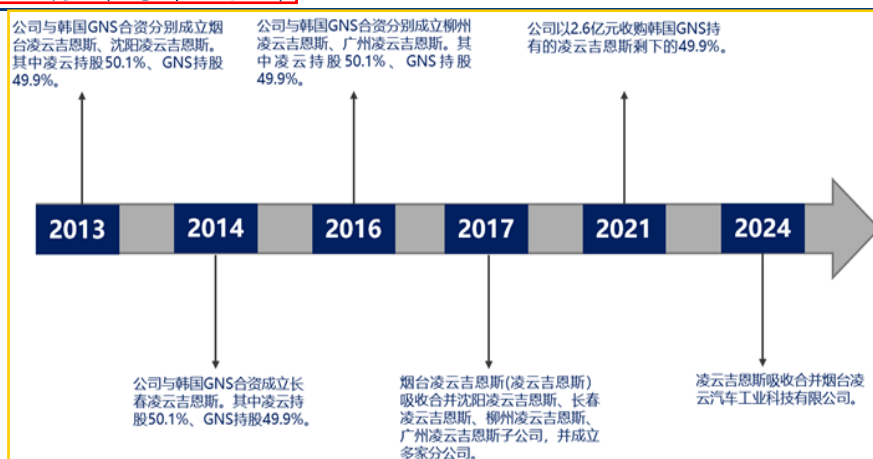 公司与韩国GNS合资分别成立烟
台凌云吉恩斯、沈阳凌云吉恩斯。
其中凌云持股50.1%、GNS持股
49.9%。
公司与韩国GNS合资分别成立柳州
凌云吉恩斯、广州凌云吉恩斯。其
中凌云持股50.1%、GNS持股
49.9%。
公司以2.6亿元收购韩国GNS持
有的凌云吉恩斯剩下的49.9%。
2013
2014
2016
2017
2021
2024
公司与韩国GNS合资成立长
春凌云吉恩斯。其中凌云持
股50.1%、GNS持股49.9%。
烟台凌云吉恩斯(凌云吉恩斯)
吸收合并沈阳凌云吉恩斯、长春
凌云吉恩斯、柳州凌云吉恩斯、
广州凌云吉恩斯子公司，并成立
多家分公司。
凌云吉恩斯吸收合并烟台凌
云汽车工业科技有限公司。